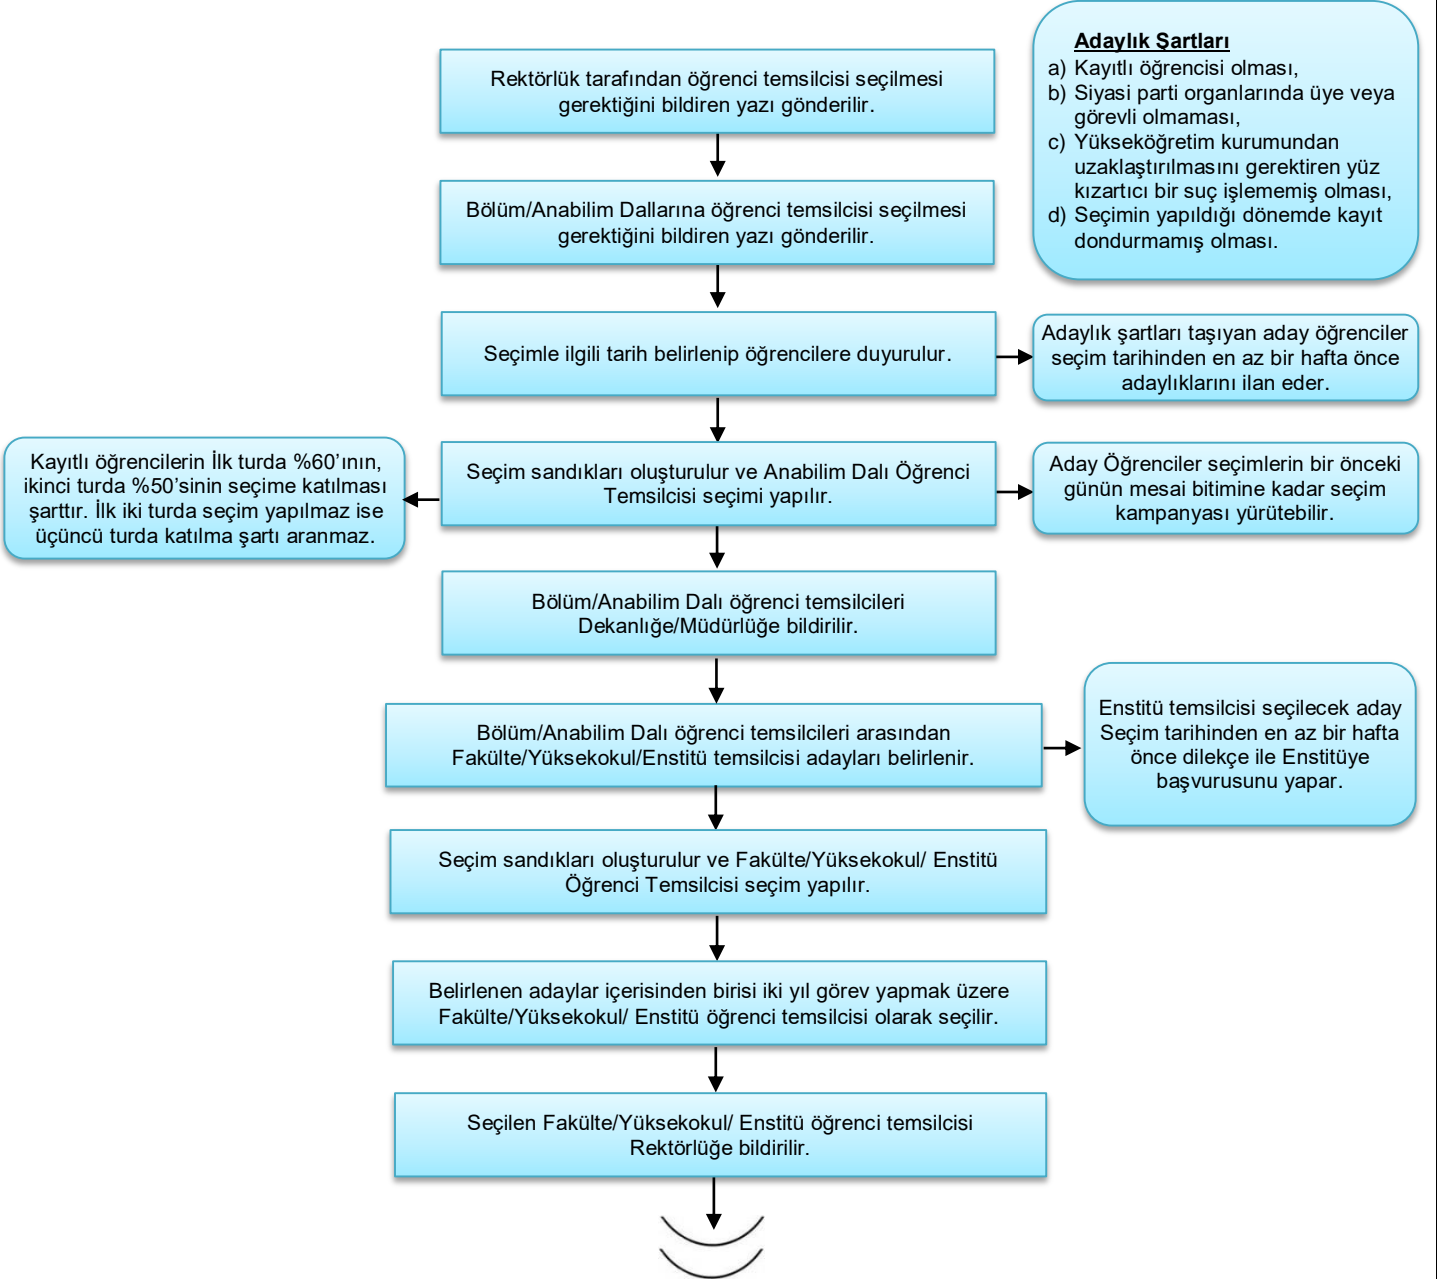 Rektörlük tarafından öğrenci temsilcisi seçilmesi
gerektiğini bildiren yazı gönderilir.
Adaylık Şartları
a) Kayıtlı öğrencisi olması,
b) Siyasi parti organlarında üye veya
görevli olmaması,
c) Yükseköğretim kurumundan
uzaklaştırılmasını gerektiren yüz
kızartıcı bir suç işlememiş olması,
d) Seçimin yapıldığı dönemde kayıt
dondurmamış olması.
Bölüm/Anabilim Dallarına öğrenci temsilcisi seçilmesi
gerektiğini bildiren yazı gönderilir.
Seçimle ilgili tarih belirlenip öğrencilere duyurulur.
Adaylık şartları taşıyan aday öğrenciler
seçim tarihinden en az bir hafta önce
adaylıklarını ilan eder.
Kayıtlı öğrencilerin İlk turda %60’ının,
ikinci turda %50’sinin seçime katılması
şarttır. İlk iki turda seçim yapılmaz ise
üçüncü turda katılma şartı aranmaz.
Seçim sandıkları oluşturulur ve Anabilim Dalı Öğrenci
Temsilcisi seçimi yapılır.
Aday Öğrenciler seçimlerin bir önceki
günün mesai bitimine kadar seçim
kampanyası yürütebilir.
Bölüm/Anabilim Dalı öğrenci temsilcileri
Dekanlığe/Müdürlüğe bildirilir.
Bölüm/Anabilim Dalı öğrenci temsilcileri arasından
Fakülte/Yüksekokul/Enstitü temsilcisi adayları belirlenir.
Enstitü temsilcisi seçilecek aday
Seçim tarihinden en az bir hafta
önce dilekçe ile Enstitüye
başvurusunu yapar.
Seçim sandıkları oluşturulur ve Fakülte/Yüksekokul/ Enstitü
Öğrenci Temsilcisi seçim yapılır.
Belirlenen adaylar içerisinden birisi iki yıl görev yapmak üzere
Fakülte/Yüksekokul/ Enstitü öğrenci temsilcisi olarak seçilir.
Seçilen Fakülte/Yüksekokul/ Enstitü öğrenci temsilcisi
Rektörlüğe bildirilir.